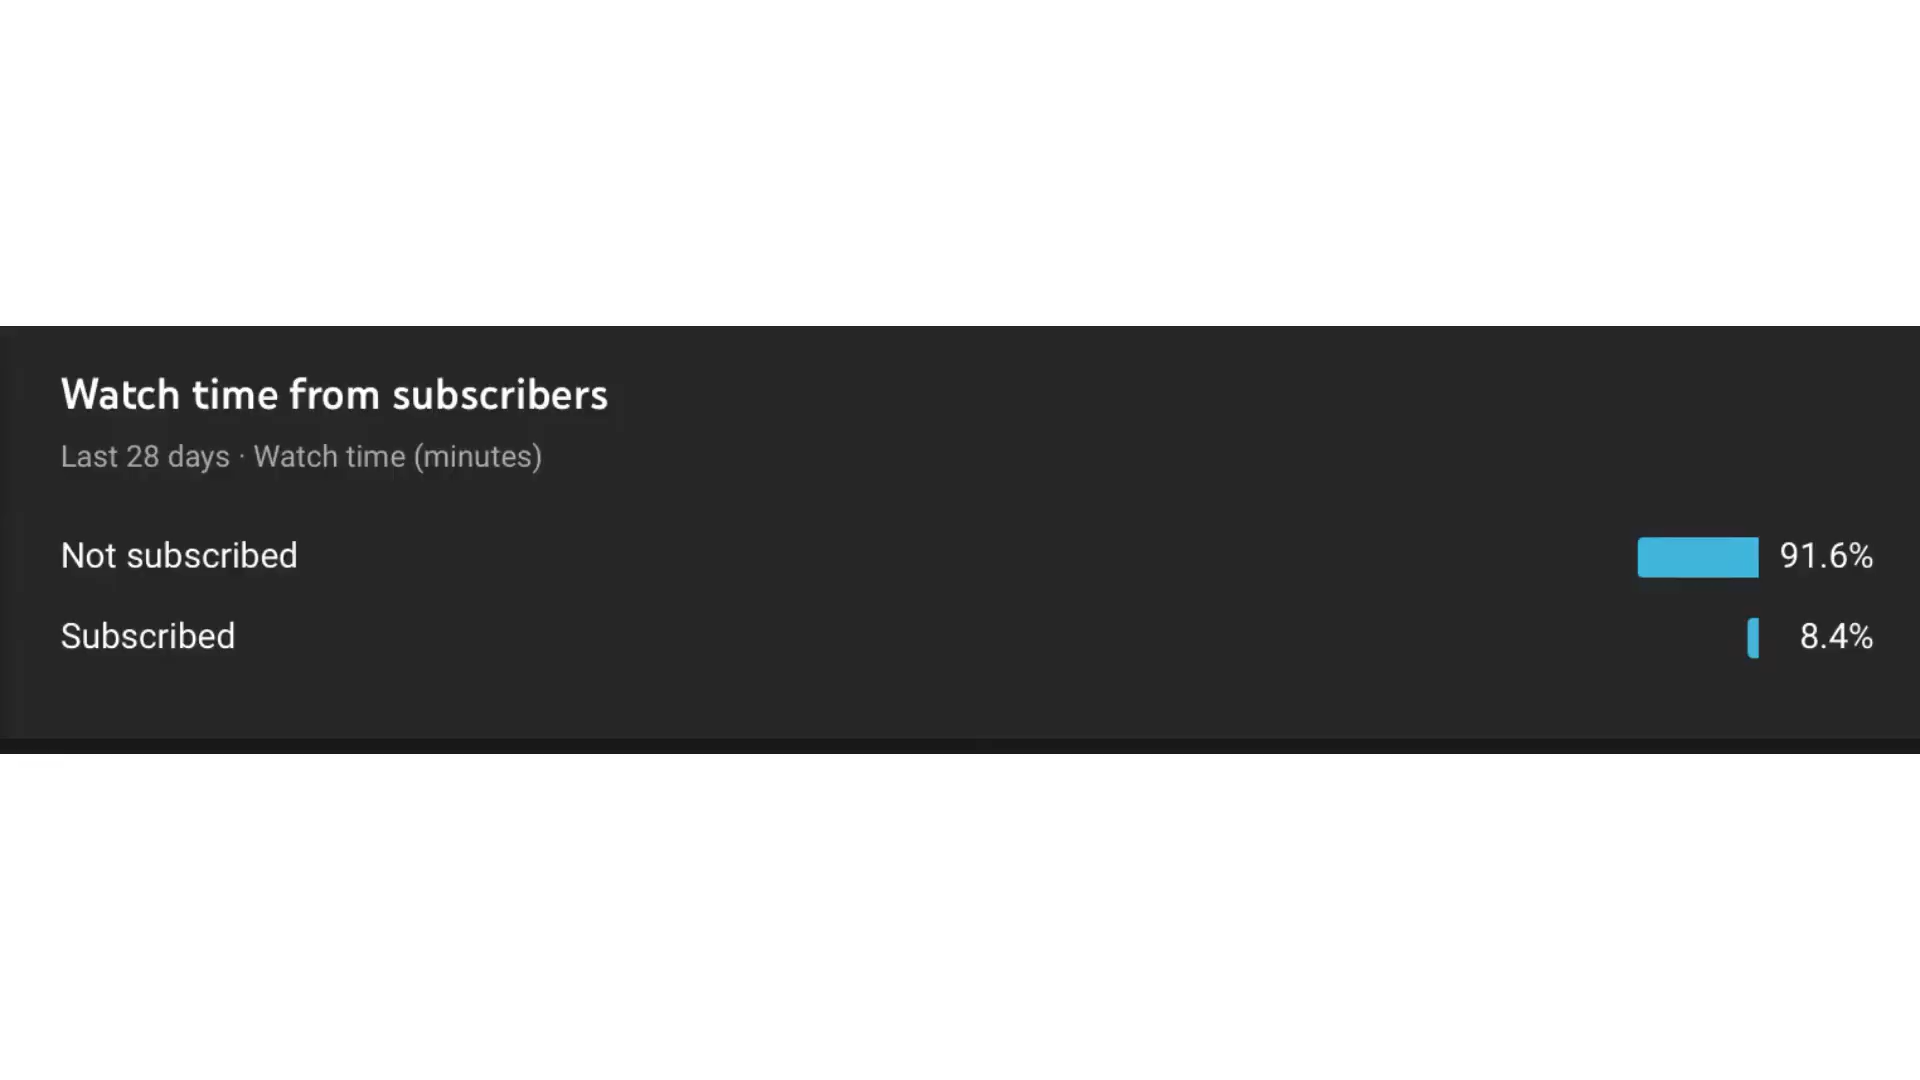 Watch time from subscribers
Last 28 days · Watch time (minutes)
Not subscribed 91.6%
Subscribed 8.4%